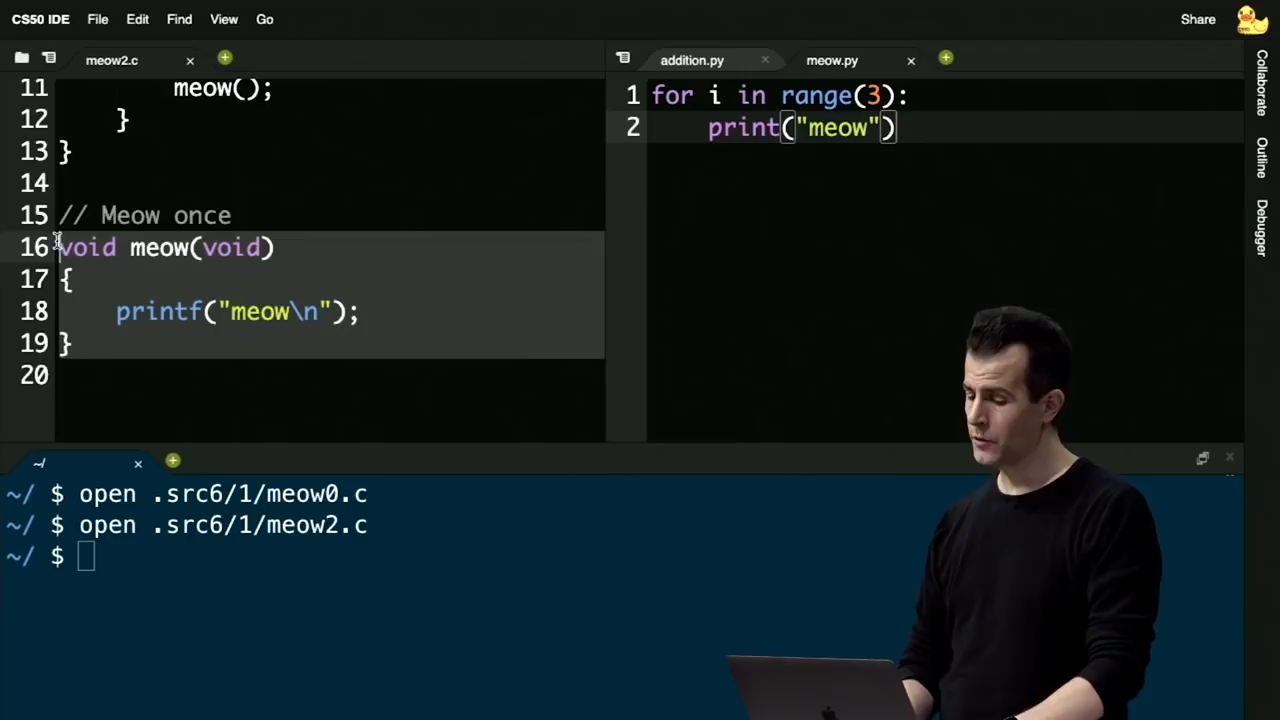 CS50 IDE File Edit Find View Go Share
meow2.c
addition.py meow.py
11 meow();
12 }
13 }
14
15 // Meow once
16 void meow(void)
17 {
18 printf("meow\n");
19 }
20
1 for i in range(3):
2 print("meow")
Collaborate
Outline
Debugger
~/
~/ $ open .src6/1/meow0.c
~/ $ open .src6/1/meow2.c
~/ $